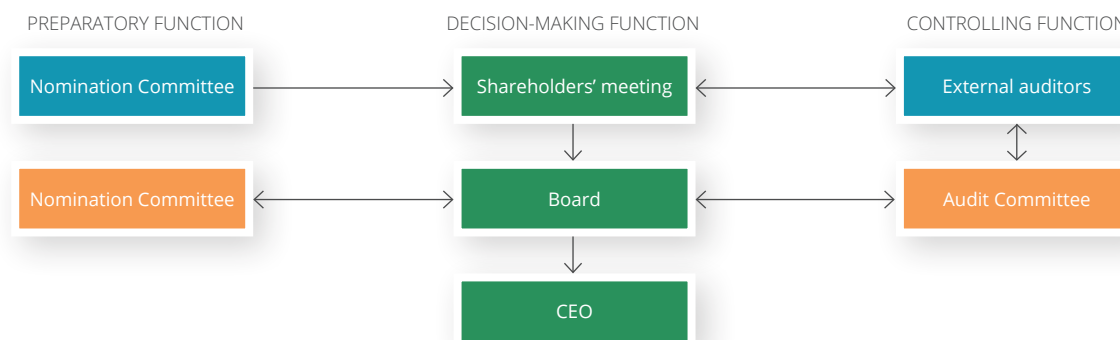 PREPARATORY FUNCTION
DECISION-MAKING FUNCTION
CONTROLLING FUNCTION
Nomination Committee
Shareholders’ meeting
External auditors
Nomination Committee
Board
Audit Committee
CEO